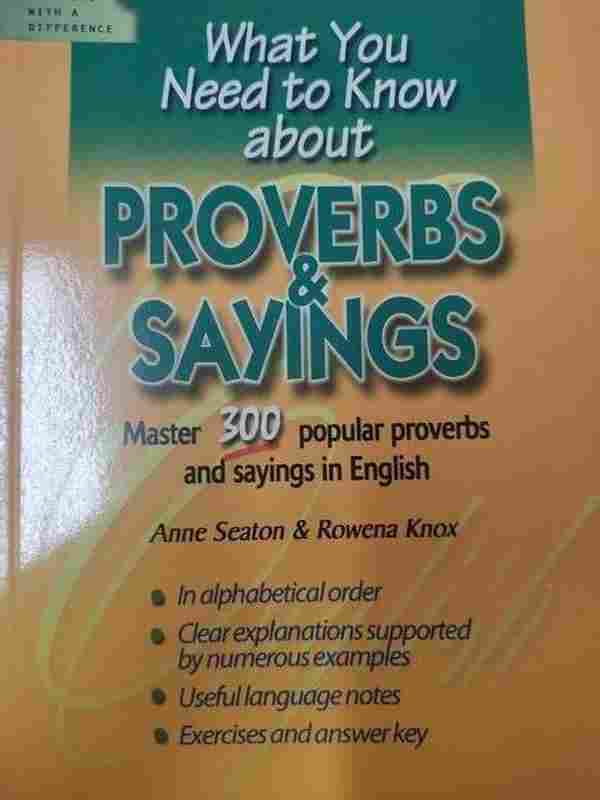 WITH A
DIFFERENCE
What You
Need to Know
about
PROVERBS
&
SAYINGS
Master 300 popular proverbs
and sayings in English
Anne Seaton & Rowena Knox
In alphabetical order
Clear explanations supported
by numerous examples
Useful language notes
Exercises and answer key